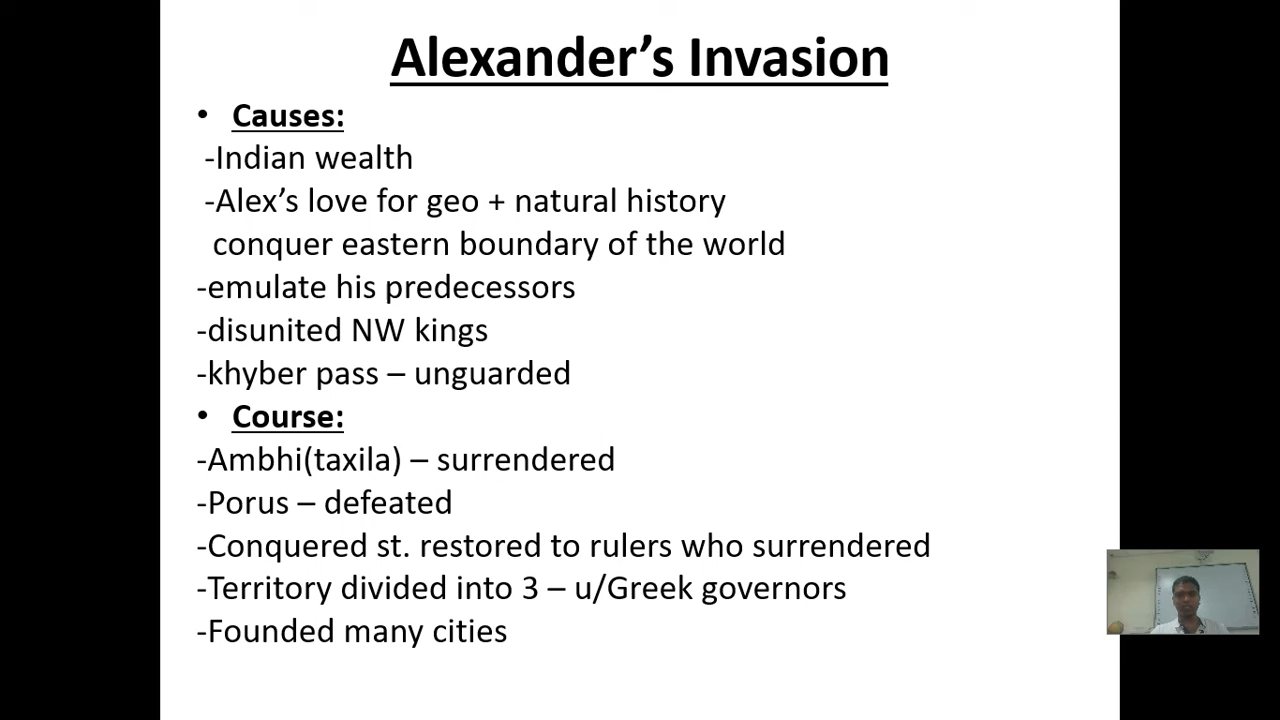 Alexander’s Invasion
• Causes:
-Indian wealth
-Alex’s love for geo + natural history
conquer eastern boundary of the world
-emulate his predecessors
-disunited NW kings
-khyber pass – unguarded
• Course:
-Ambhi(taxila) – surrendered
-Porus – defeated
-Conquered st. restored to rulers who surrendered
-Territory divided into 3 – u/Greek governors
-Founded many cities